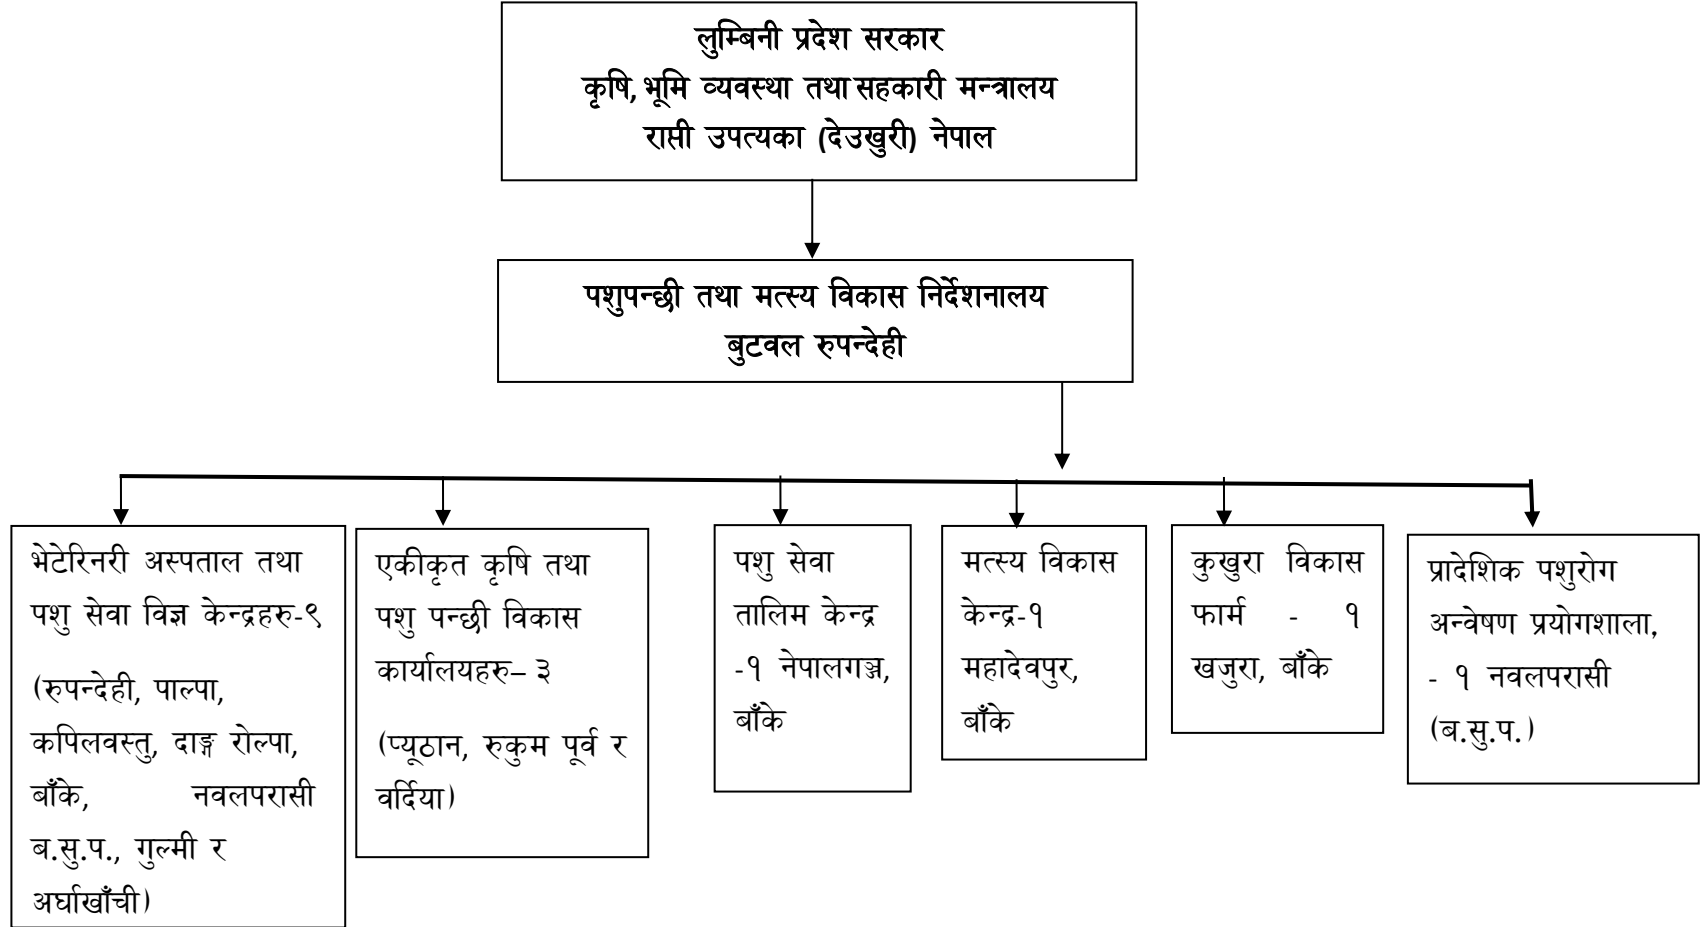 लुम्बिनी प्रदेश सरकार
कृषि, भूमि व्यवस्था तथा सहकारी मन्त्रालय
राप्ती उपत्यका (देउखुरी) नेपाल
पशुपन्छी तथा मत्स्य विकास निर्देशनालय
बुटवल रुपन्देही
भेटेरिनरी अस्पताल तथा
पशु सेवा विज्ञ केन्द्रहरु-९
(रुपन्देही, पाल्पा,
कपिलवस्तु, दाङ्ग रोल्पा,
बाँके, नवलपरासी
ब.सु.प., गुल्मी र
अर्घाखाँची)
एकीकृत कृषि तथा
पशु पन्छी विकास
कार्यालयहरु– ३
(प्यूठान, रुकुम पूर्व र
वर्दिया)
पशु सेवा
तालिम केन्द्र
-१ नेपालगञ्ज,
बाँके
मत्स्य विकास
केन्द्र-१
महादेवपुर,
बाँके
कुखुरा विकास
फार्म - १
खजुरा, बाँके
प्रादेशिक पशुरोग
अन्वेषण प्रयोगशाला,
- १ नवलपरासी
(ब.सु.प.)